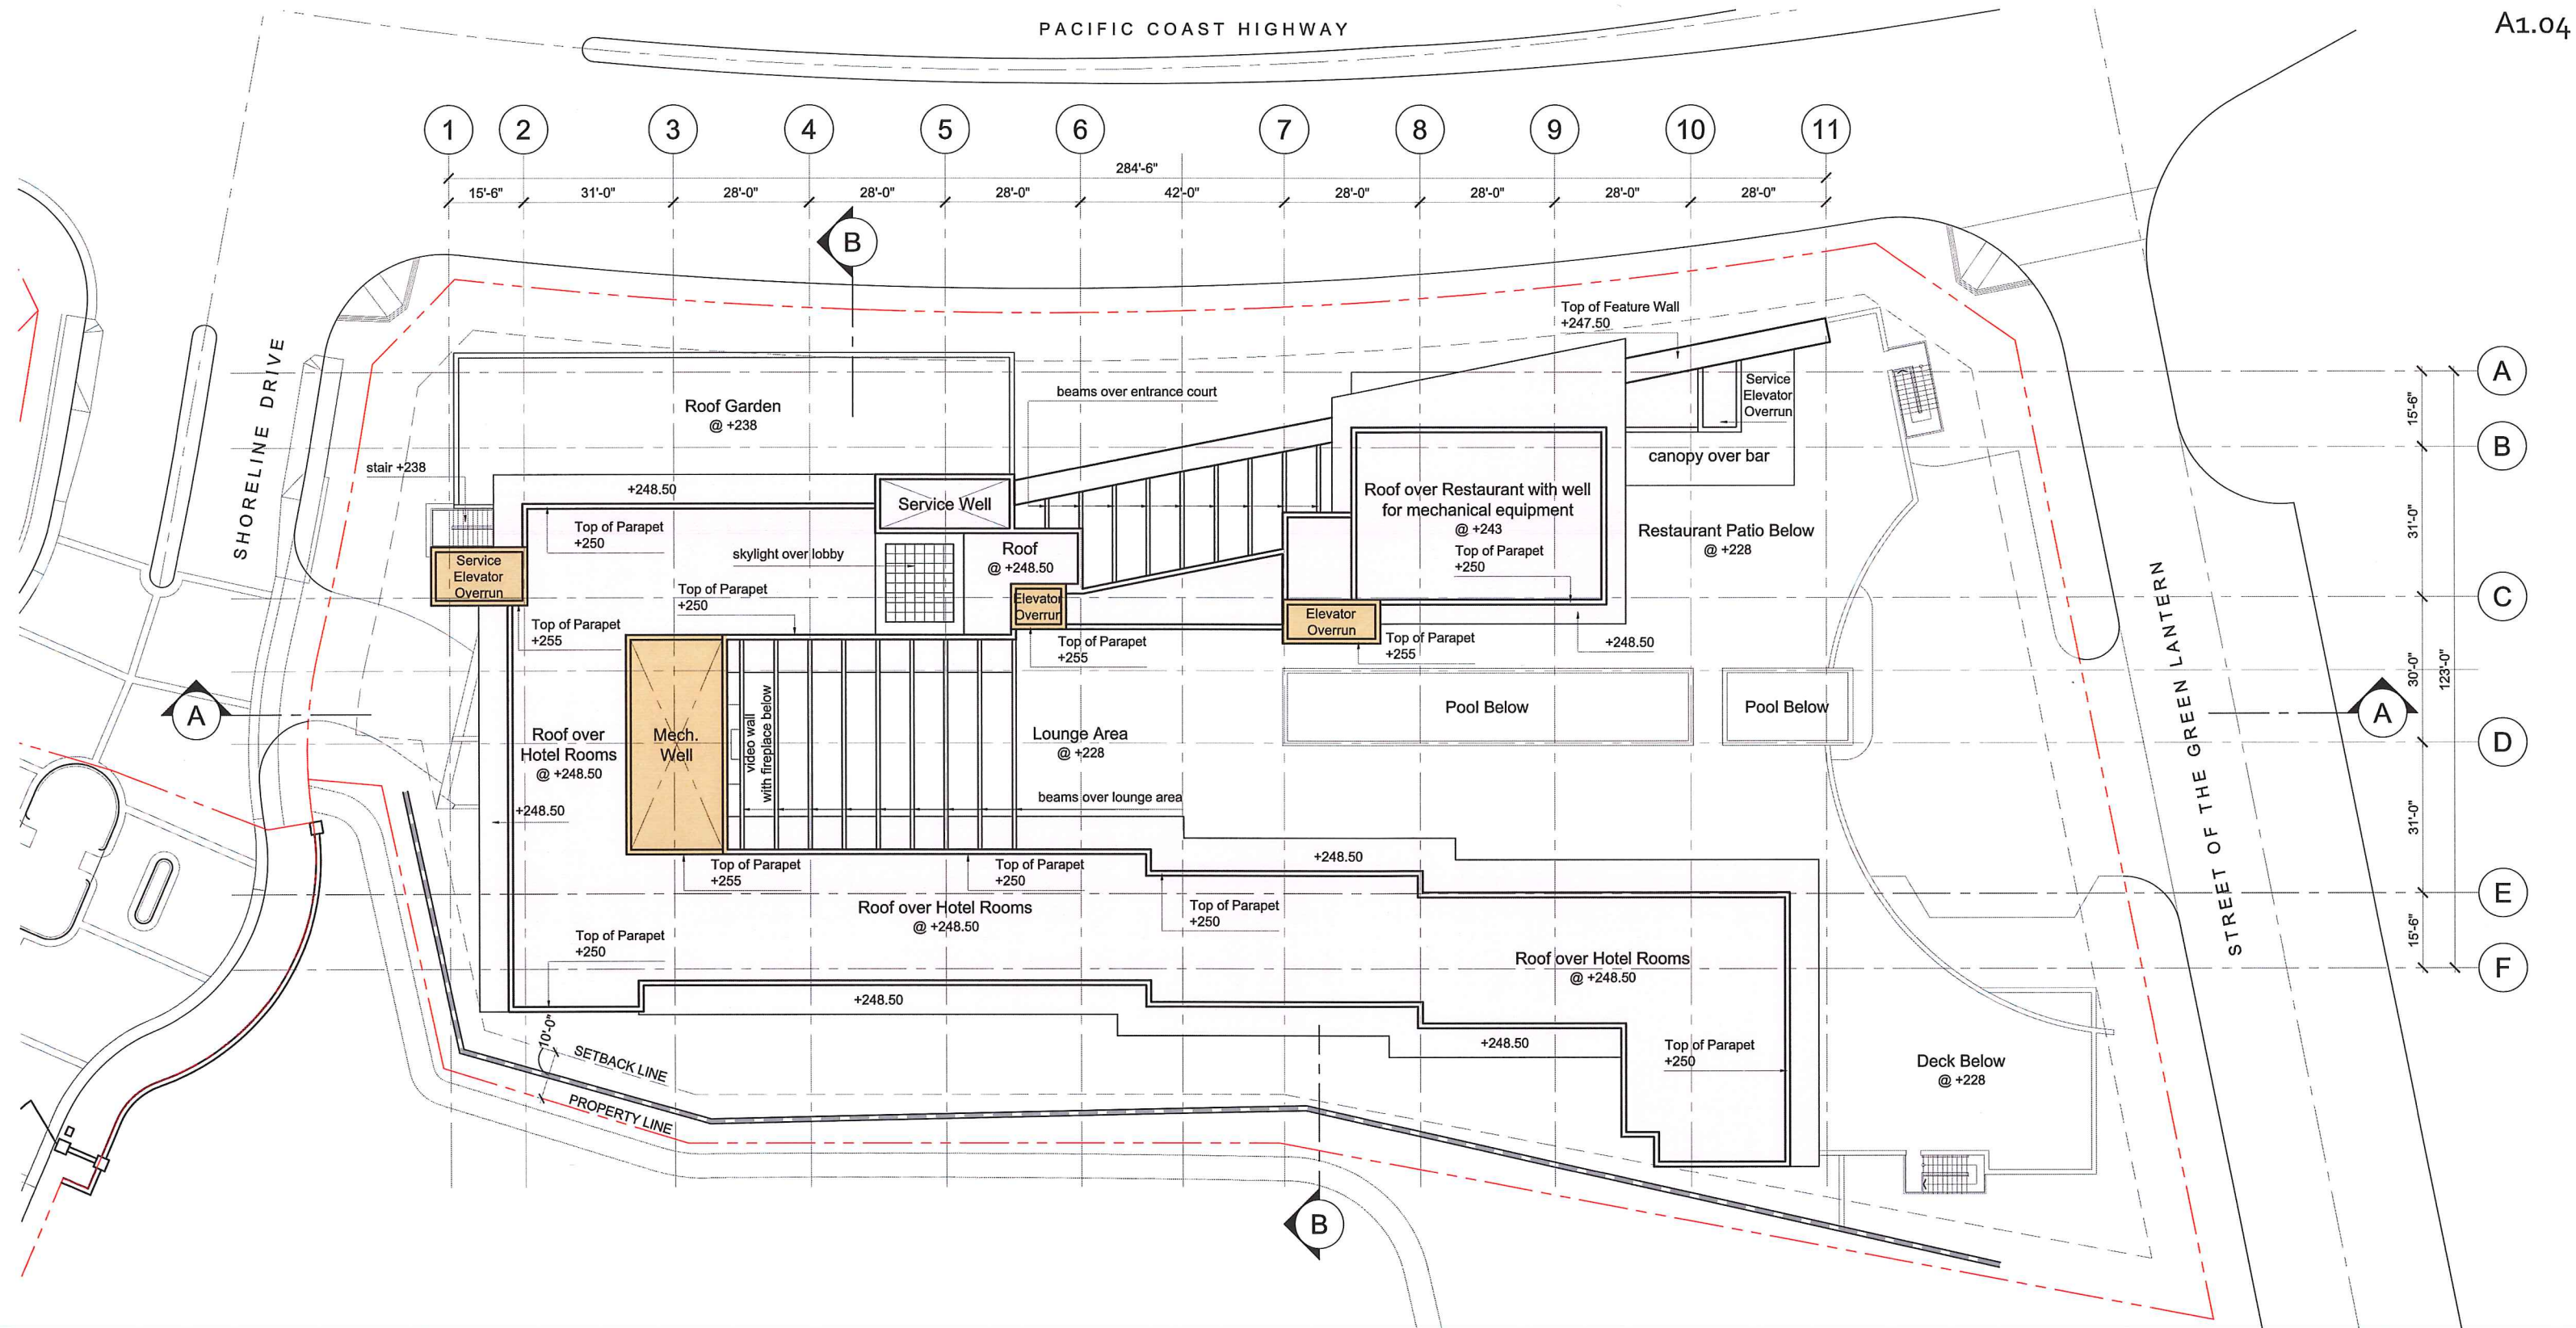 PACIFIC COAST HIGHWAY
A1.04
1 2 3 4 5 6 7 8 9 10 11
284'-6"
15'-6" 31'-0" 28'-0" 28'-0" 28'-0" 42'-0" 28'-0" 28'-0" 28'-0" 28'-0"
B
Top of Feature Wall
+247.50
SHORELINE DRIVE
A
Service
Elevator
Overrun
beams over entrance court
Roof Garden
@ +238
15'-6"
B
canopy over bar
stair +238
+248.50
Service Well
Roof over Restaurant with well
for mechanical equipment
@ +243
Top of Parapet
+250
Top of Parapet
+250
Restaurant Patio Below
@ +228
31'-0"
skylight over lobby
Roof
@ +248.50
Service
Elevator
Overrun
Top of Parapet
+250
Elevator
Overrun
C
Elevator
Overrun
Top of Parapet
+255
Top of Parapet
+255
Top of Parapet
+255
+248.50
30'-0"
123'-0"
STREET OF THE GREEN LANTERN
A
Pool Below
Pool Below
A
Roof over
Hotel Rooms
@ +248.50
Mech.
Well
video wall
with fireplace below
Lounge Area
@ +228
D
beams over lounge area
+248.50
31'-0"
Top of Parapet
+255
Top of Parapet
+250
+248.50
E
Roof over Hotel Rooms
@ +248.50
Top of Parapet
+250
15'-6"
Top of Parapet
+250
Roof over Hotel Rooms
@ +248.50
F
+248.50
10'-0"
SETBACK LINE
PROPERTY LINE
+248.50
Top of Parapet
+250
Deck Below
@ +228
B